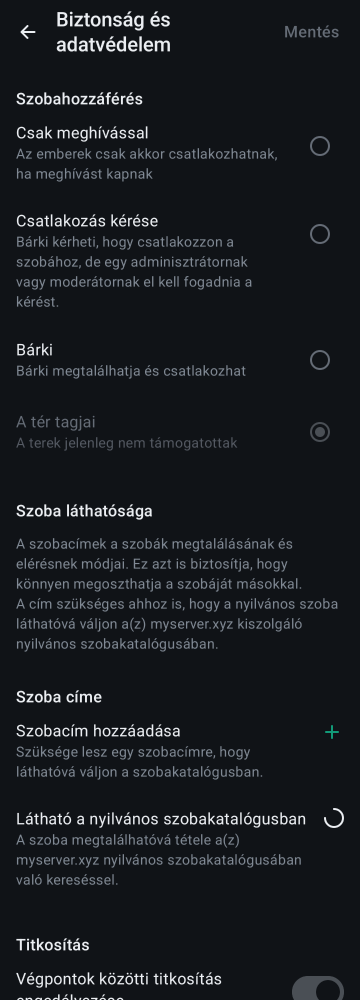 Biztonság és
adatvédelem
Mentés
Szobahozzáférés
Csak meghívással
Az emberek csak akkor csatlakozhatnak,
ha meghívást kapnak
Csatlakozás kérése
Bárki kérheti, hogy csatlakozzon a
szobához, de egy adminisztrátornak
vagy moderátornak el kell fogadnia a
kérést.
Bárki
Bárki megtalálhatja és csatlakozhat
A tér tagjai
A terek jelenleg nem támogatottak
Szoba láthatósága
A szobacímek a szobák megtalálásának és
elérésnek módjai. Ez azt is biztosítja, hogy
könnyen megoszthatja a szobáját másokkal.
A cím szükséges ahhoz is, hogy a nyilvános szoba
láthatóvá váljon a(z) myserver.xyz kiszolgáló
nyilvános szobakatalógusában.
Szoba címe
Szobacím hozzáadása
Szüksége lesz egy szobacímre, hogy
láthatóvá váljon a szobakatalógusban.
Látható a nyilvános szobakatalógusban
A szoba megtalálhatóvá tétele a(z)
myserver.xyz nyilvános szobakatalógusában
való kereséssel.
Titkosítás
Végpontok közötti titkosítás
engedélyezése